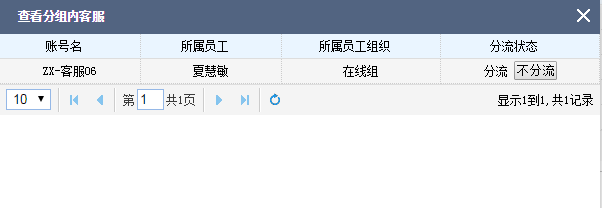 查看分组内客服
账号名 所属员工 所属员工组织 分流状态
ZX-客服06 夏慧敏 在线组 分流 不分流
10 第 1 共1页 显示1到1,共1记录